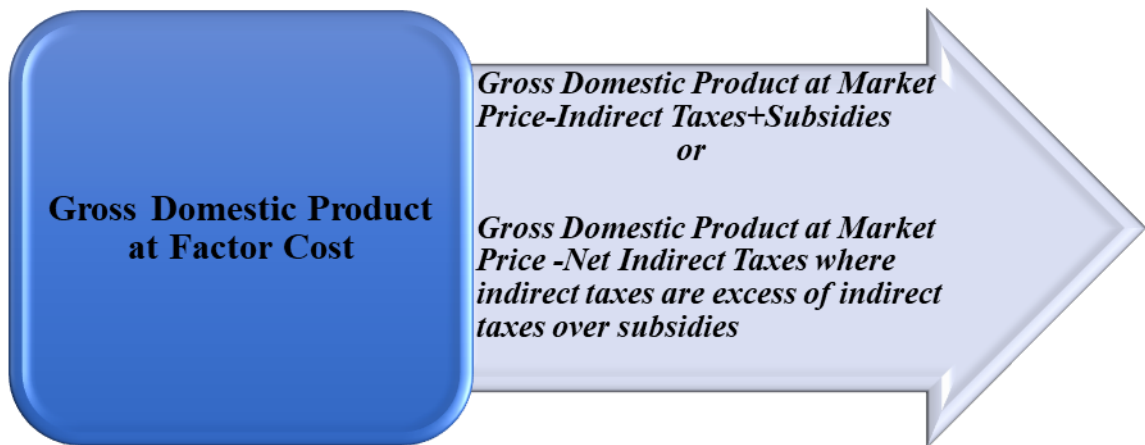 Gross Domestic Product
at Factor Cost
Gross Domestic Product at Market
Price-Indirect Taxes+Subsidies
or
Gross Domestic Product at Market
Price -Net Indirect Taxes where
indirect taxes are excess of indirect
taxes over subsidies